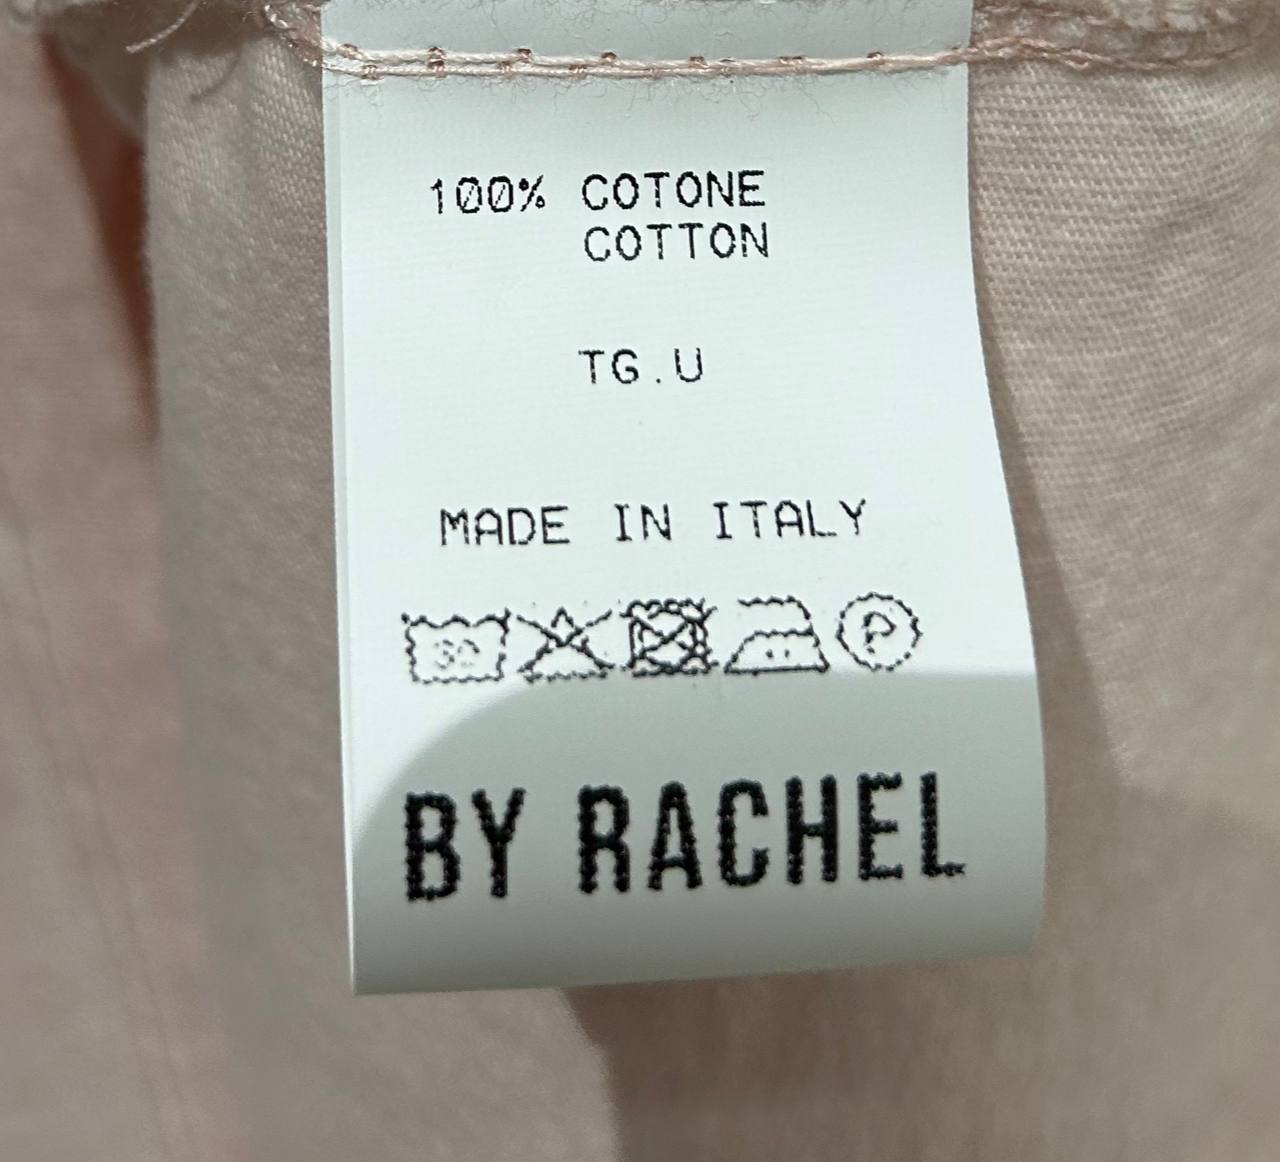 100% COTONE
COTTON
TG.U
MADE IN ITALY
30 P
BY RACHEL